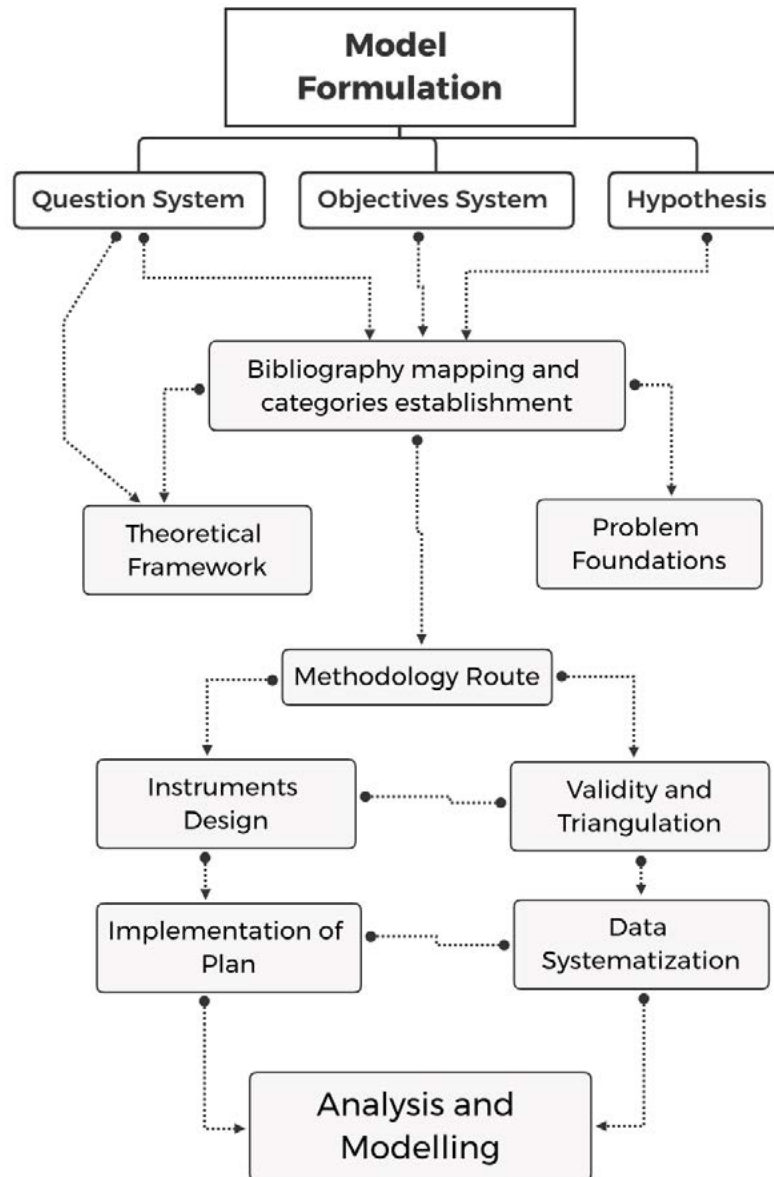 Model
Formulation
Question System
Objectives System
Hypothesis
Bibliography mapping and
categories establishment
Theoretical
Framework
Problem
Foundations
Methodology Route
Instruments
Design
Validity and
Triangulation
Implementation of
Plan
Data
Systematization
Analysis and
Modelling